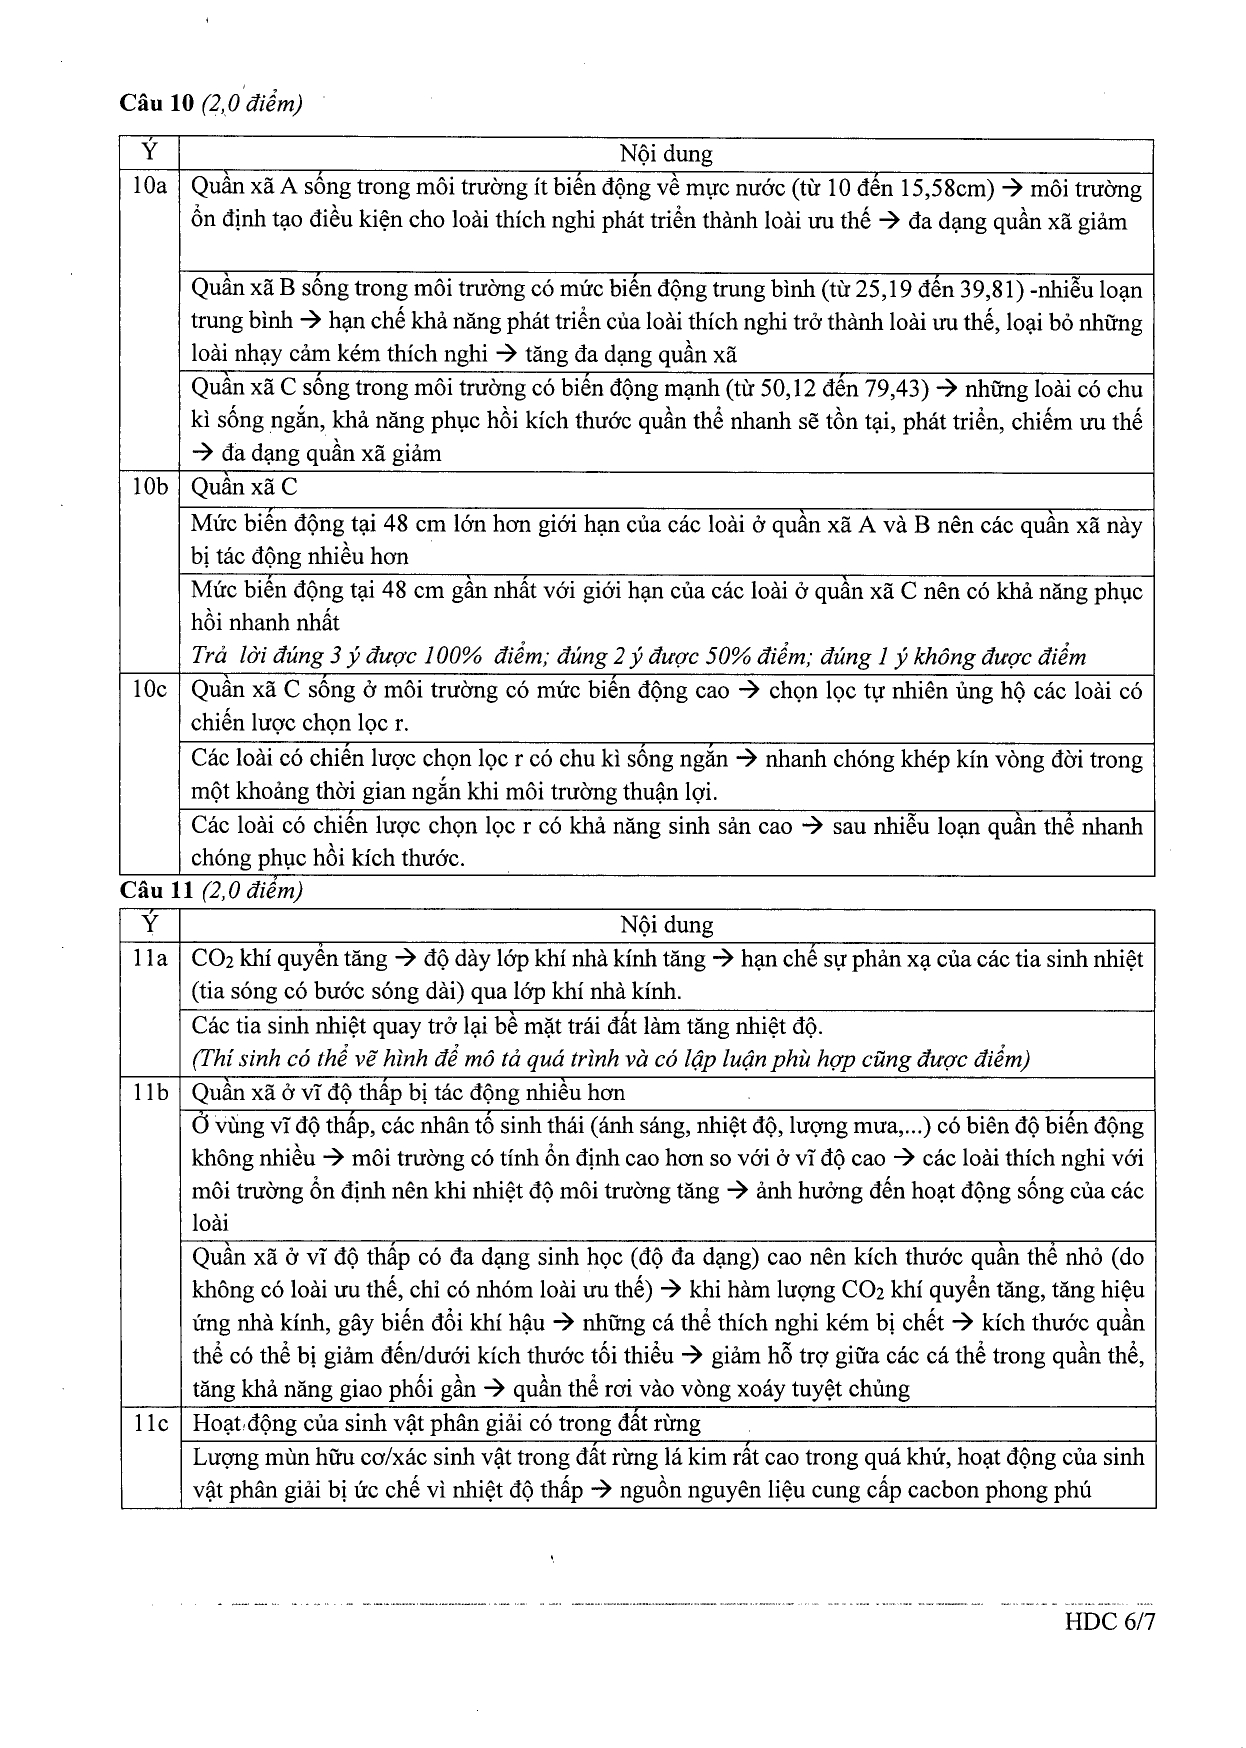 Câu 10 (2,0 điểm)
Ý Nội dung
10a Quần xã A sống trong môi trường ít biến động về mực nước (từ 10 đến 15,58cm) → môi trường
ổn định tạo điều kiện cho loài thích nghi phát triển thành loài ưu thế → đa dạng quần xã giảm
Quần xã B sống trong môi trường có mức biến động trung bình (từ 25,19 đến 39,81) -nhiễu loạn
trung bình → hạn chế khả năng phát triển của loài thích nghi trở thành loài ưu thế, loại bỏ những
loài nhạy cảm kém thích nghi → tăng đa dạng quần xã
Quần xã C sống trong môi trường có biến động mạnh (từ 50,12 đến 79,43) → những loài có chu
kì sống ngắn, khả năng phục hồi kích thước quần thể nhanh sẽ tồn tại, phát triển, chiếm ưu thế
→ đa dạng quần xã giảm
10b Quần xã C
Mức biến động tại 48 cm lớn hơn giới hạn của các loài ở quần xã A và B nên các quần xã này
bị tác động nhiều hơn
Mức biến động tại 48 cm gần nhất với giới hạn của các loài ở quần xã C nên có khả năng phục
hồi nhanh nhất
Trả lời đúng 3 ý được 100% điểm; đúng 2 ý được 50% điểm; đúng 1 ý không được điểm
10c Quần xã C sống ở môi trường có mức biến động cao → chọn lọc tự nhiên ủng hộ các loài có
chiến lược chọn lọc r.
Các loài có chiến lược chọn lọc r có chu kì sống ngắn → nhanh chóng khép kín vòng đời trong
một khoảng thời gian ngắn khi môi trường thuận lợi.
Các loài có chiến lược chọn lọc r có khả năng sinh sản cao → sau nhiễu loạn quần thể nhanh
chóng phục hồi kích thước.
Câu 11 (2,0 điểm)
Ý Nội dung
11a CO2 khí quyển tăng → độ dày lớp khí nhà kính tăng → hạn chế sự phản xạ của các tia sinh nhiệt
(tia sóng có bước sóng dài) qua lớp khí nhà kính.
Các tia sinh nhiệt quay trở lại bề mặt trái đất làm tăng nhiệt độ.
(Thí sinh có thể vẽ hình để mô tả quá trình và có lập luận phù hợp cũng được điểm)
11b Quần xã ở vĩ độ thấp bị tác động nhiều hơn
Ở vùng vĩ độ thấp, các nhân tố sinh thái (ánh sáng, nhiệt độ, lượng mưa,...) có biên độ biến động
không nhiều → môi trường có tính ổn định cao hơn so với ở vĩ độ cao → các loài thích nghi với
môi trường ổn định nên khi nhiệt độ môi trường tăng → ảnh hưởng đến hoạt động sống của các
loài
Quần xã ở vĩ độ thấp có đa dạng sinh học (độ đa dạng) cao nên kích thước quần thể nhỏ (do
không có loài ưu thế, chỉ có nhóm loài ưu thế) → khi hàm lượng CO2 khí quyển tăng, tăng hiệu
ứng nhà kính, gây biến đổi khí hậu → những cá thể thích nghi kém bị chết → kích thước quần
thể có thể bị giảm đến/dưới kích thước tối thiểu → giảm hỗ trợ giữa các cá thể trong quần thể,
tăng khả năng giao phối gần → quần thể rơi vào vòng xoáy tuyệt chủng
11c Hoạt động của sinh vật phân giải có trong đất rừng
Lượng mùn hữu cơ/xác sinh vật trong đất rừng lá kim rất cao trong quá khứ, hoạt động của sinh
vật phân giải bị ức chế vì nhiệt độ thấp → nguồn nguyên liệu cung cấp cacbon phong phú
HDC 6/7